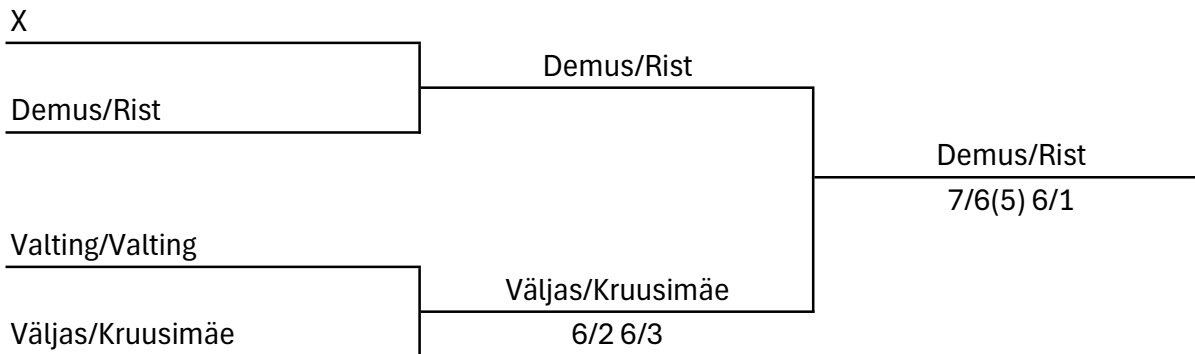 X
Demus/Rist
Demus/Rist
Demus/Rist
7/6(5) 6/1
Valting/Valting
Väljas/Kruusimäe
Väljas/Kruusimäe
6/2 6/3